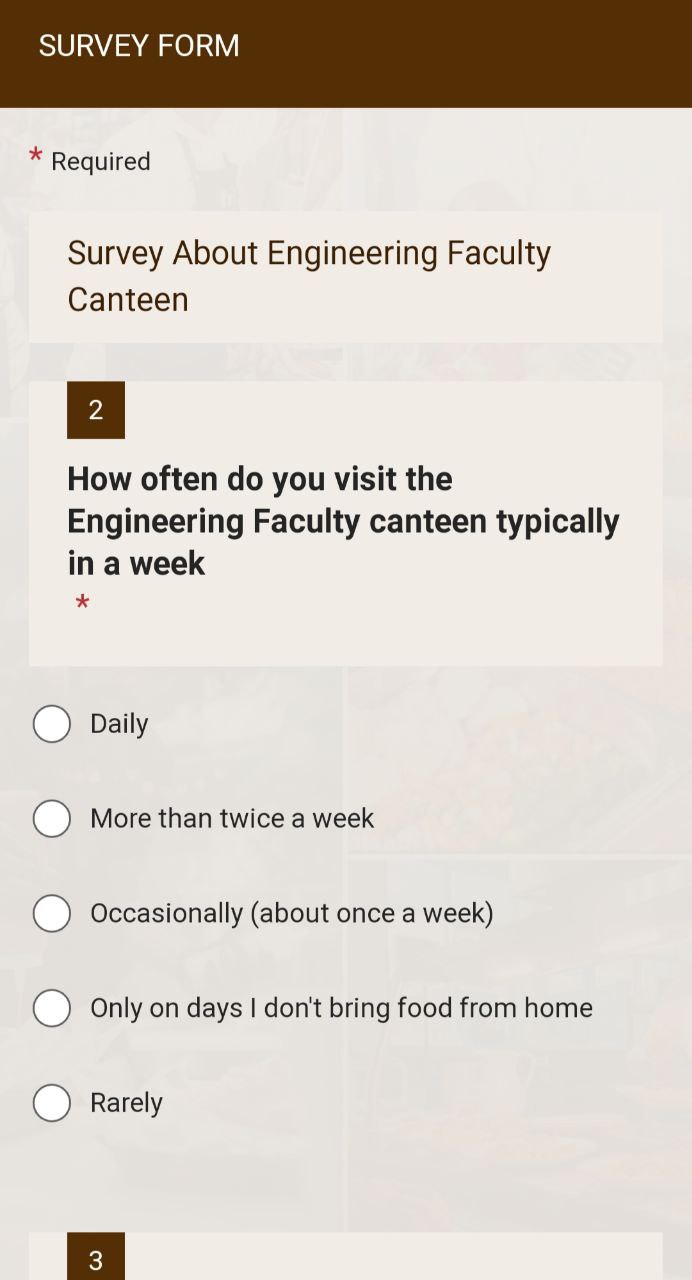 SURVEY FORM
* Required
Survey About Engineering Faculty
Canteen
2
How often do you visit the
Engineering Faculty canteen typically
in a week
*
Daily
More than twice a week
Occasionally (about once a week)
Only on days I don't bring food from home
Rarely
3